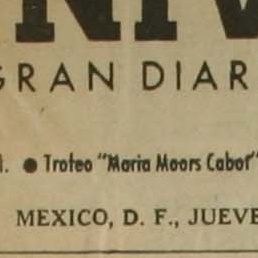 GRAN DIAR
● Trofeo "Maria Moors Cabot"
MEXICO, D. F., JUEVE